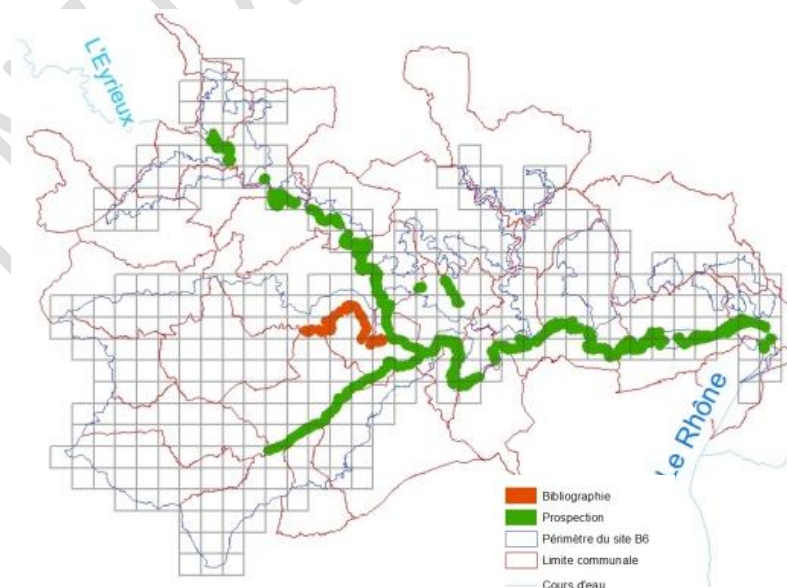 L'Eyrieux
Le Rhône
Bibliographie
Prospection
Périmètre du site B6
Limite communale
Cours d'eau